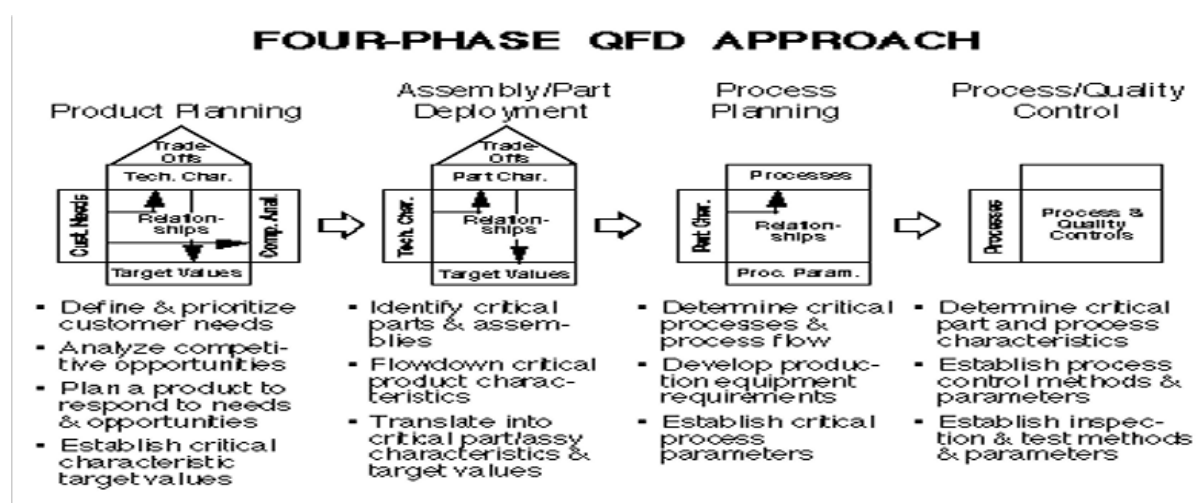 FOUR-PHASE QFD APPROACH
Product Planning
Trade-
Offs
Tech. Char.
Cust. Needs
Relation-
ships
Comp. Anal.
Target Values
▪ Define & prioritize
customer needs
▪ Analyze competi-
tive opportunities
▪ Plan a product to
respond to needs
& opportunities
▪ Establish critical
characteristic
target values
Assembly/Part
Deployment
Trade-
Offs
Part Char.
Tech. Char.
Relation-
ships
Target Values
▪ Identify critical
parts & assem-
blies
▪ Flowdown critical
product charac-
teristics
▪ Translate into
critical part/assy
characteristics &
target values
Process
Planning
Processes
Part Char.
Relation-
ships
Proc. Param.
▪ Determine critical
processes &
process flow
▪ Develop produc-
tion equipment
requirements
▪ Establish critical
process
parameters
Process/Quality
Control
Processes
Process &
Quality
Controls
▪ Determine critical
part and process
characteristics
▪ Establish process
control methods &
parameters
▪ Establish inspec-
tion & test methods
& parameters